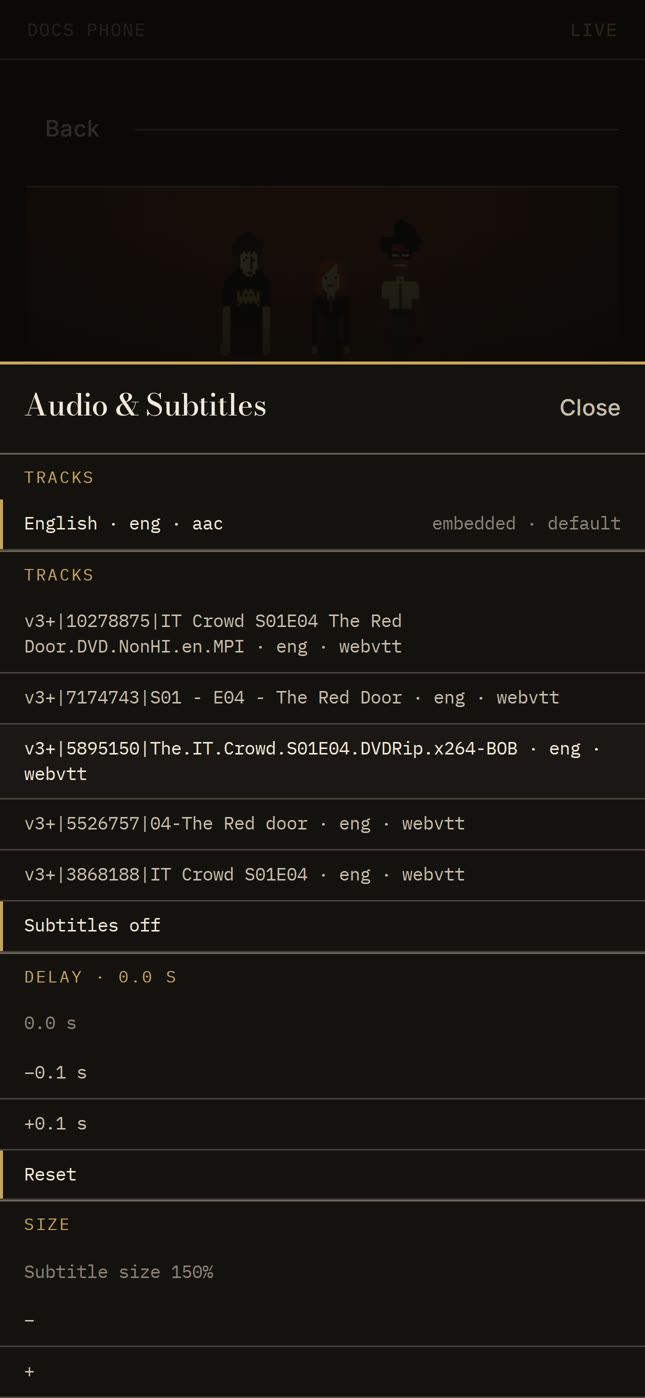 DOCS PHONE
LIVE
Back
Audio & Subtitles
Close
TRACKS
English · eng · aac
embedded · default
TRACKS
v3+|10278875|IT Crowd S01E04 The Red
Door.DVD.NonHI.en.MPI · eng · webvtt
v3+|7174743|S01 - E04 - The Red Door · eng · webvtt
v3+|5895150|The.IT.Crowd.S01E04.DVDRip.x264-BOB · eng ·
webvtt
v3+|5526757|04-The Red door · eng · webvtt
v3+|3868188|IT Crowd S01E04 · eng · webvtt
Subtitles off
DELAY · 0.0 S
0.0 s
−0.1 s
+0.1 s
Reset
SIZE
Subtitle size 150%
−
+